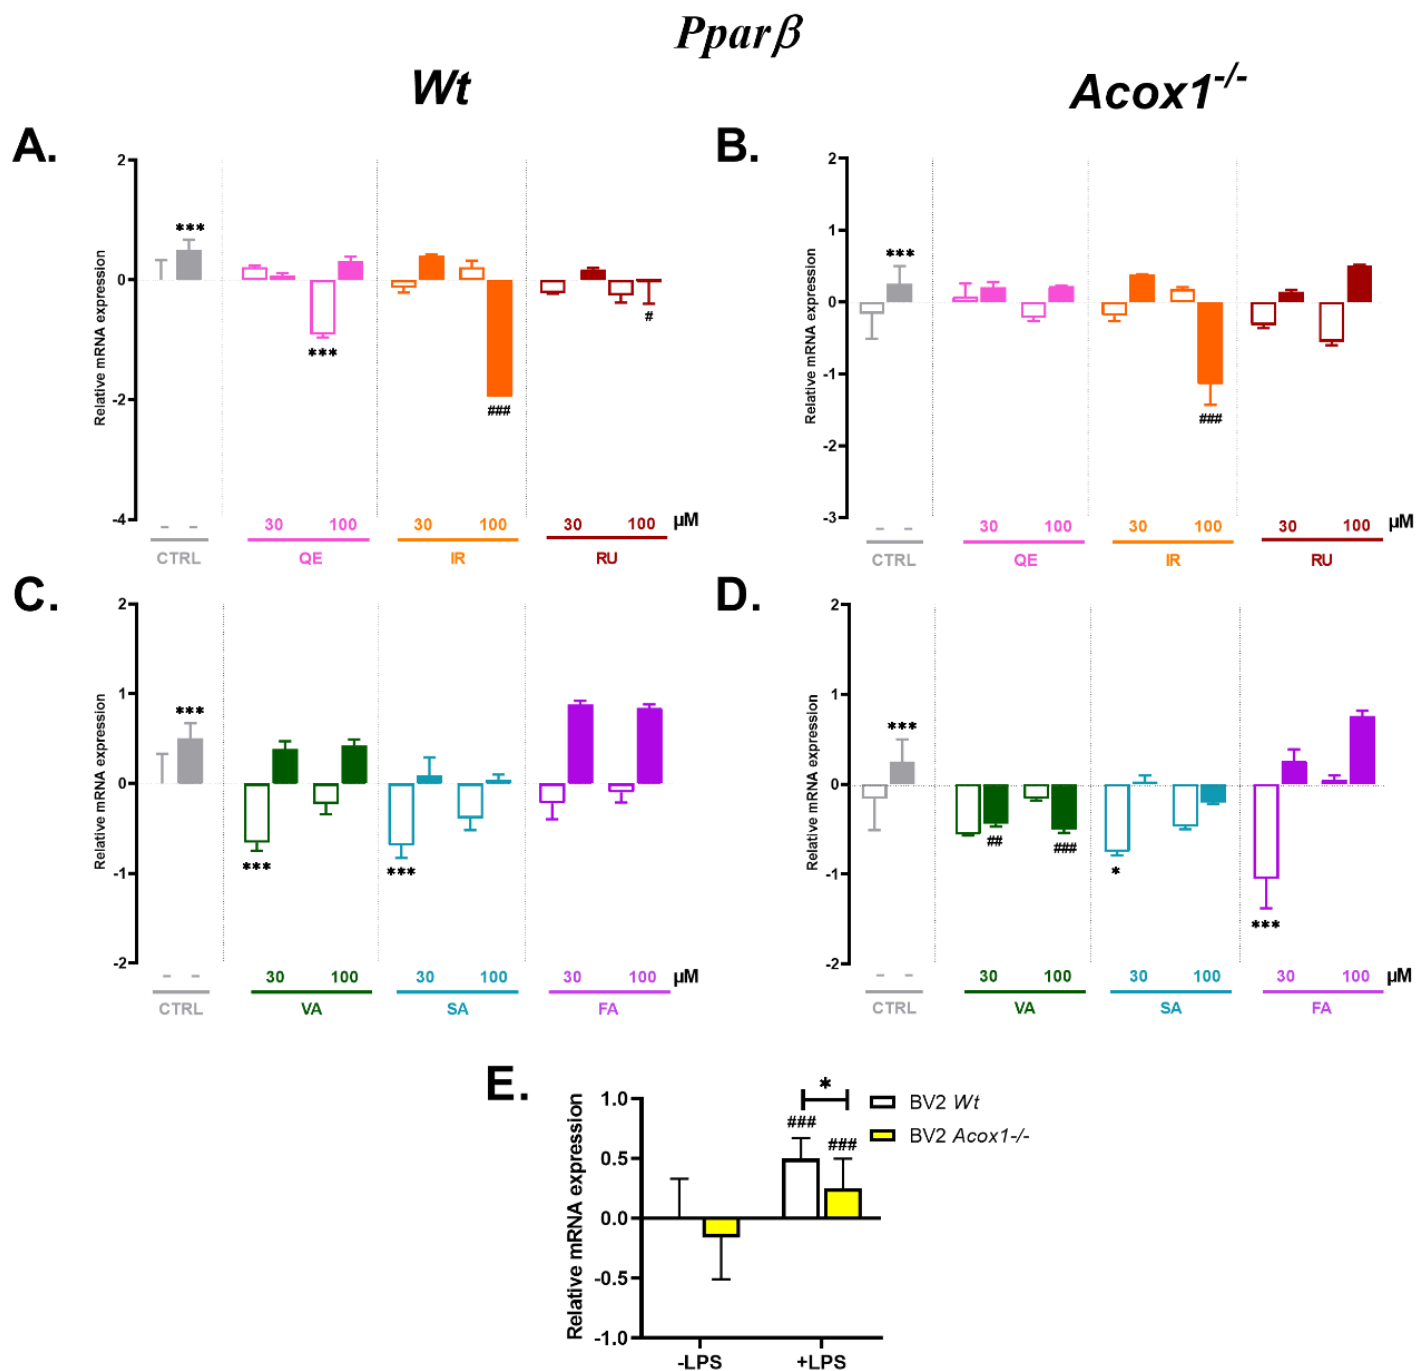 Pparβ
Wt
Acox1-/-
A.
Relative mRNA expression
2
0
-2
-4
***
***
###
#
- -
30 100
30 100
30 100 µM
CTRL QE IR RU
B.
Relative mRNA expression
2
1
0
-1
-2
-3
***
###
- -
30 100
30 100
30 100
µM
CTRL QE IR RU
C.
Relative mRNA expression
2
1
0
-1
-2
***
***
***
- -
30 100
30 100
30 100 µM
CTRL VA SA FA
D.
Relative mRNA expression
2
1
0
-1
-2
***
##
###
*
***
- -
30 100
30 100
30 100 µM
CTRL VA SA FA
E.
Relative mRNA expression
1.0
0.5
0.0
-0.5
-1.0
*
###
###
BV2 Wt
BV2 Acox1-/-
-LPS +LPS